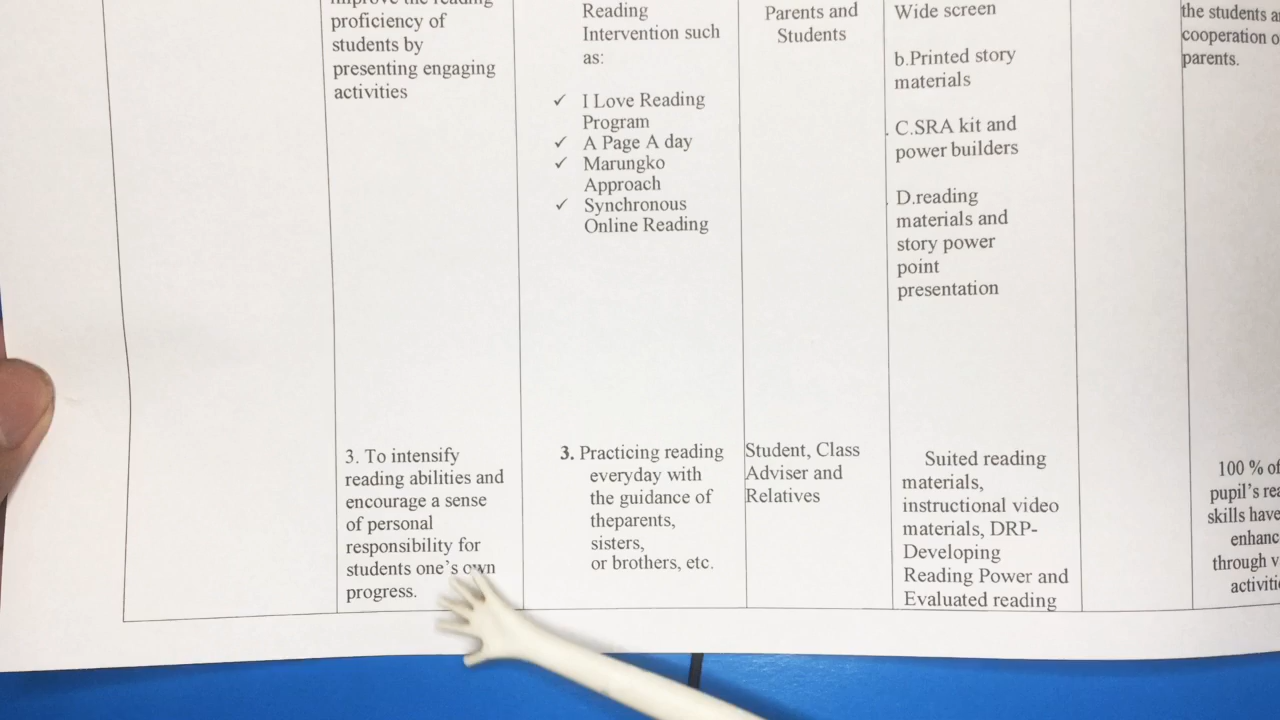 improve the reading
proficiency of
students by
presenting engaging
activities
Reading
Intervention such
as:
✓ I Love Reading
Program
✓ A Page A day
✓ Marungko
Approach
✓ Synchronous
Online Reading
Parents and
Students
Wide screen
b.Printed story
materials
C.SRA kit and
power builders
D.reading
materials and
story power
point
presentation
the students
cooperation
parents.
3. To intensify
reading abilities and
encourage a sense
of personal
responsibility for
students one's own
progress.
3. Practicing reading
everyday with
the guidance of
theparents,
sisters,
or brothers, etc.
Student, Class
Adviser and
Relatives
Suited reading
materials,
instructional video
materials, DRP-
Developing
Reading Power and
Evaluated reading
100 % of
pupil's
skills have
through